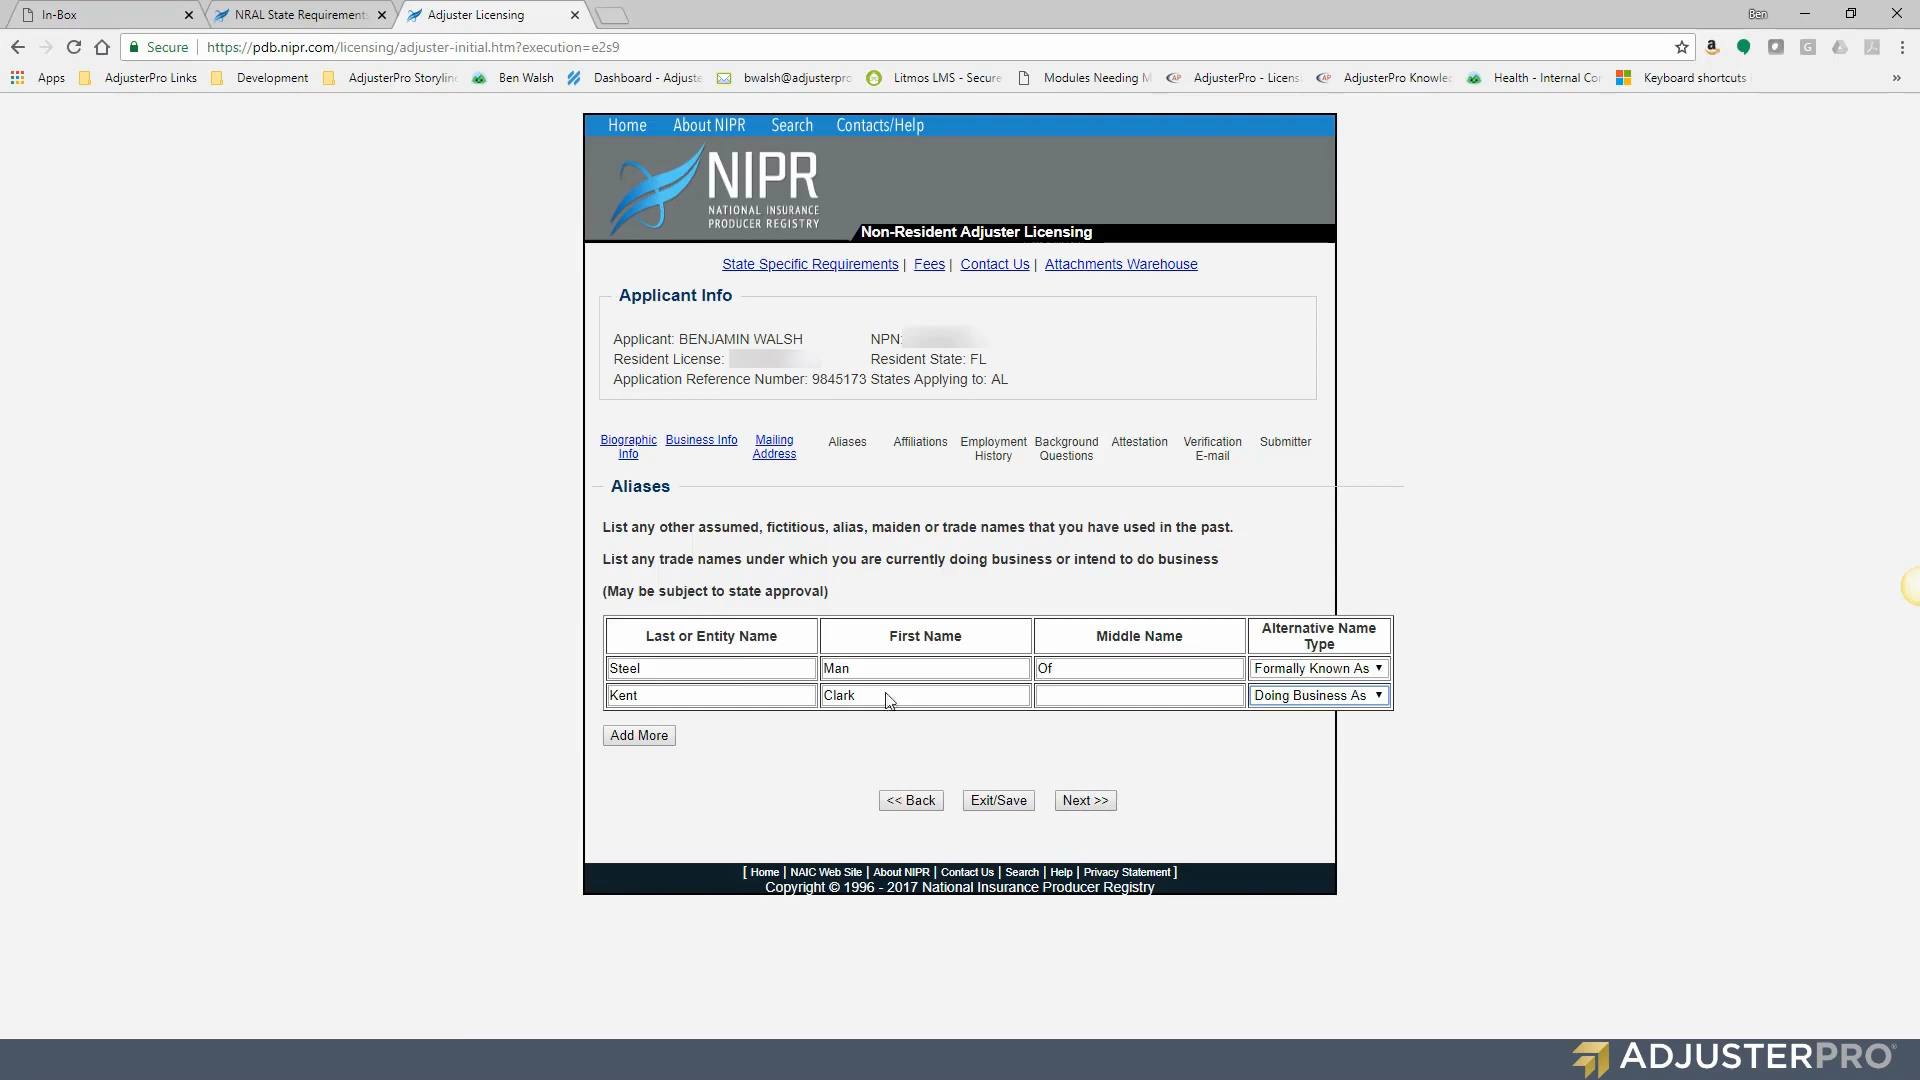 In-Box
NRAL State Requirements
Adjuster Licensing
Ben
Secure
https://pdb.nipr.com/licensing/adjuster-initial.htm?execution=e2s9
Apps
AdjusterPro Links
Development
AdjusterPro Storylin
Ben Walsh
Dashboard - Adjuste
bwalsh@adjusterpro
Litmos LMS - Secure
Modules Needing M
AdjusterPro - Licens
AdjusterPro Knowle
Health - Internal Con
Keyboard shortcuts
»
Home About NIPR Search Contacts/Help
NIPR
NATIONAL INSURANCE
PRODUCER REGISTRY
Non-Resident Adjuster Licensing
State Specific Requirements | Fees | Contact Us | Attachments Warehouse
Applicant Info
Applicant: BENJAMIN WALSH NPN:
Resident License: Resident State: FL
Application Reference Number: 9845173 States Applying to: AL
Biographic Info
Business Info
Mailing Address
Aliases
Affiliations
Employment History
Background Questions
Attestation
Verification E-mail
Submitter
Aliases
List any other assumed, fictitious, alias, maiden or trade names that you have used in the past.
List any trade names under which you are currently doing business or intend to do business
(May be subject to state approval)
Last or Entity Name First Name Middle Name Alternative Name Type
Steel Man Of Formally Known As
Kent Clark Doing Business As
Add More
<< Back Exit/Save Next >>
[ Home | NAIC Web Site | About NIPR | Contact Us | Search | Help | Privacy Statement ]
Copyright © 1996 - 2017 National Insurance Producer Registry
ADJUSTERPRO®